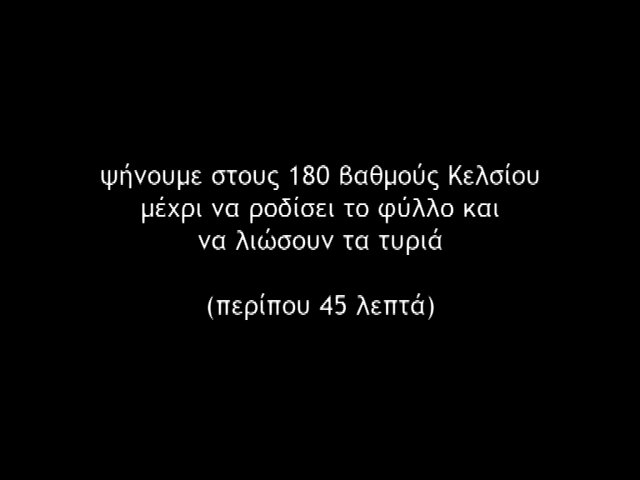 ψήνουμε στους 180 βαθμούς Κελσίου
μέχρι να ροδίσει το φύλλο και
να λιώσουν τα τυριά
(περίπου 45 λεπτά)